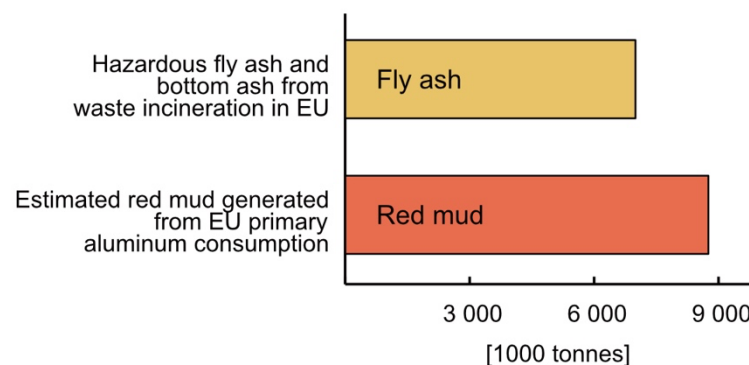 Hazardous fly ash and
bottom ash from
waste incineration in EU
Fly ash
Estimated red mud generated
from EU primary
aluminum consumption
Red mud
3 000 6 000 9 000
[1000 tonnes]